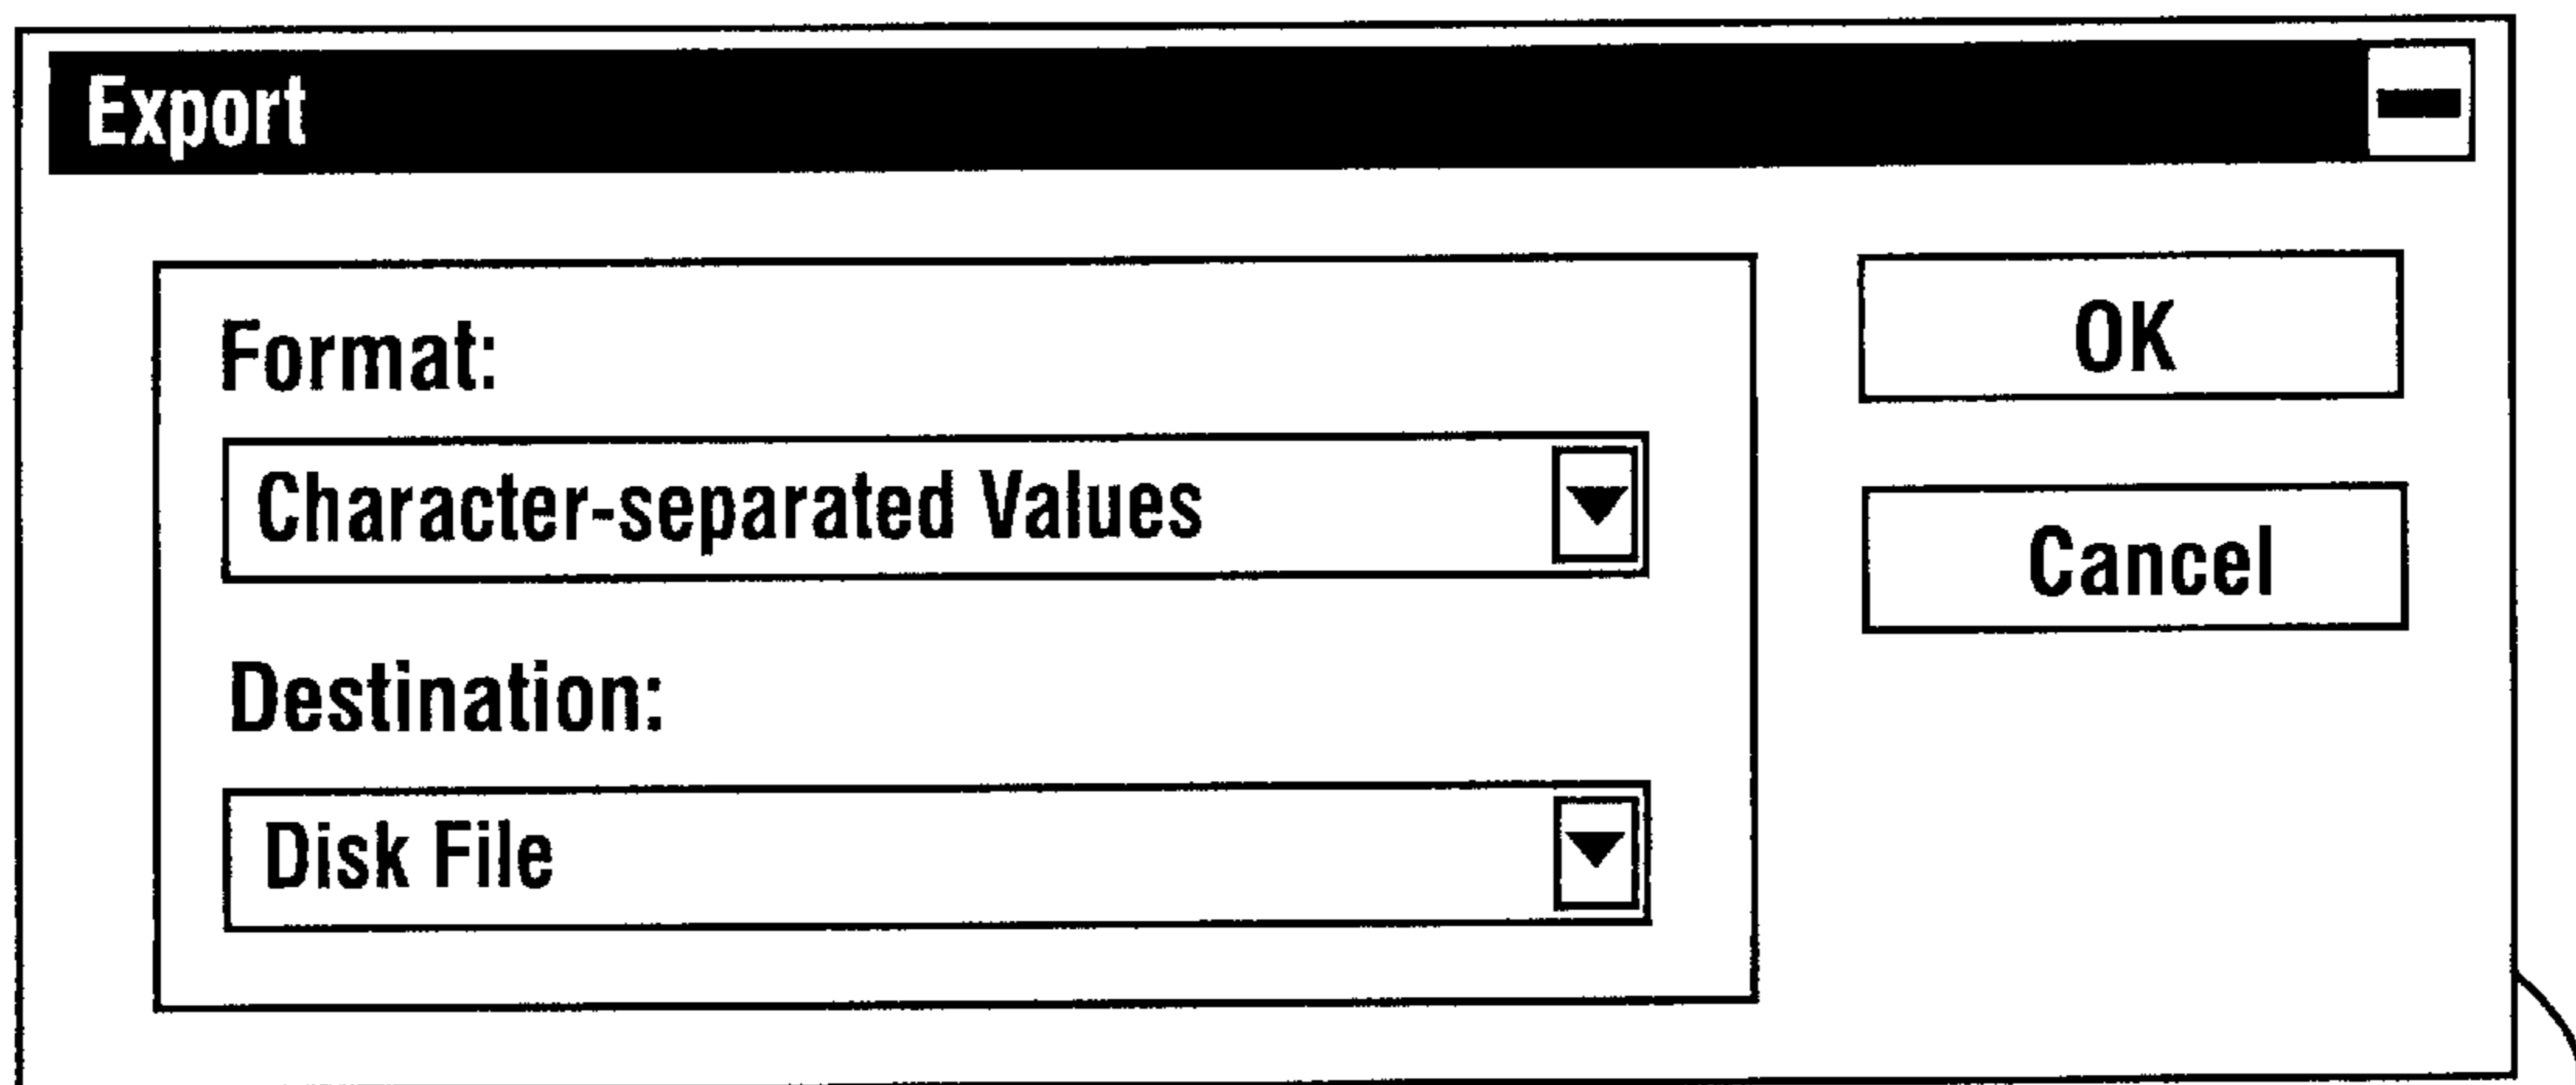 Export
Format:
Character-separated Values
Destination:
Disk File
OK
Cancel